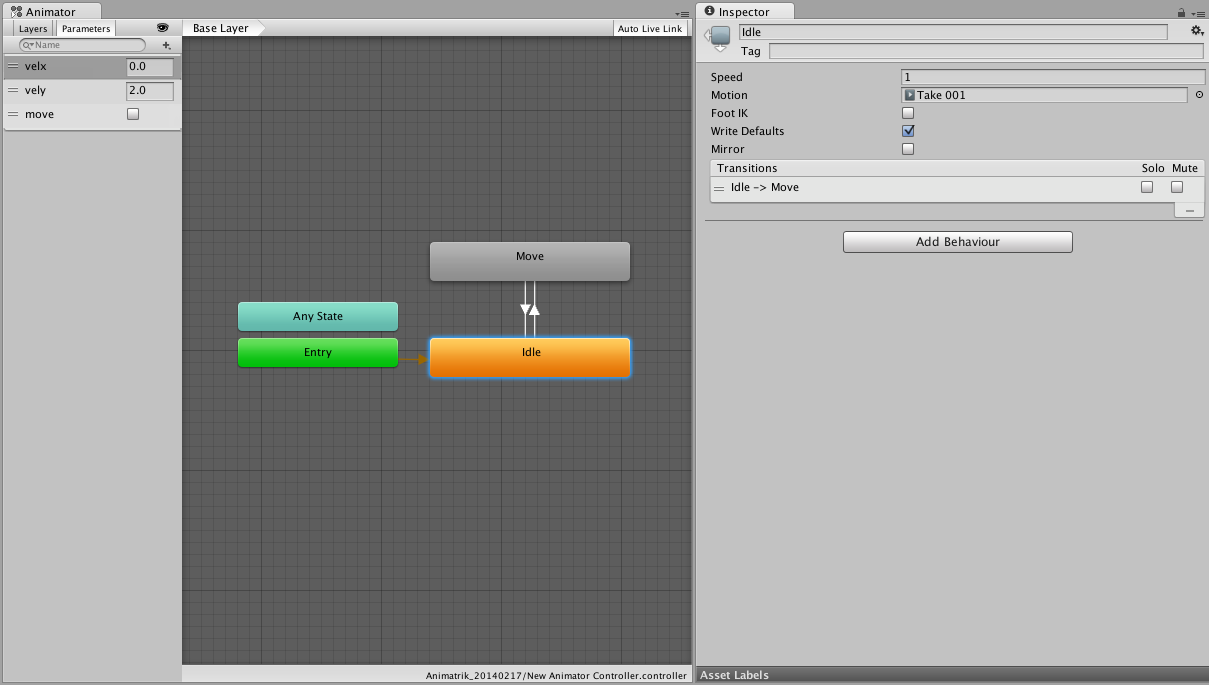 Animator
Layers Parameters
Name
velx 0.0
vely 2.0
move
Base Layer
Auto Live Link
Move
Any State
Entry
Idle
Animatrik_20140217/New Animator Controller.controller
Inspector
Idle
Tag
Speed 1
Motion Take 001
Foot IK
Write Defaults
Mirror
Transitions Solo Mute
Idle -> Move
Add Behaviour
Asset Labels